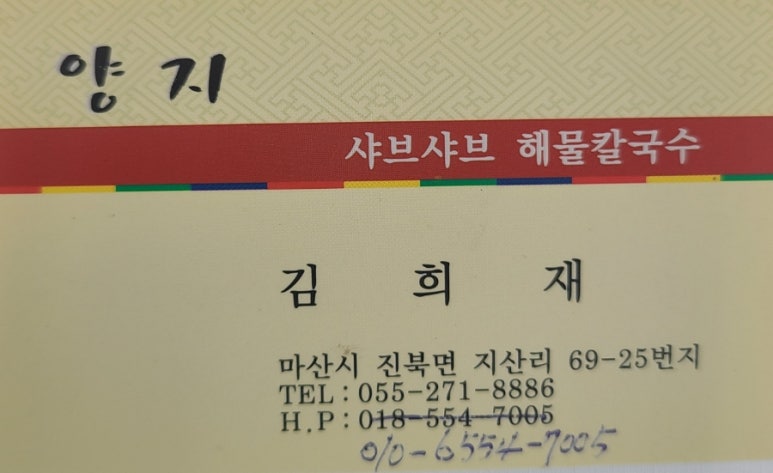 양지
샤브샤브 해물칼국수
김 희 재
마산시 진북면 지산리 69-25번지
TEL : 055-271-8886
H.P : 018-554-7005
010-6554-7005